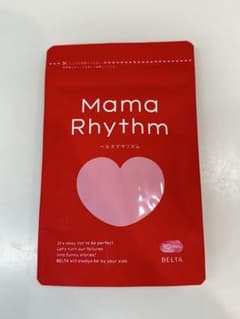 Mama
Rhythm
ベルタママリズム
It's okay not to be perfect.
Let's turn our failures
into funny stories!
BELTA will always be by your side.
BELTA